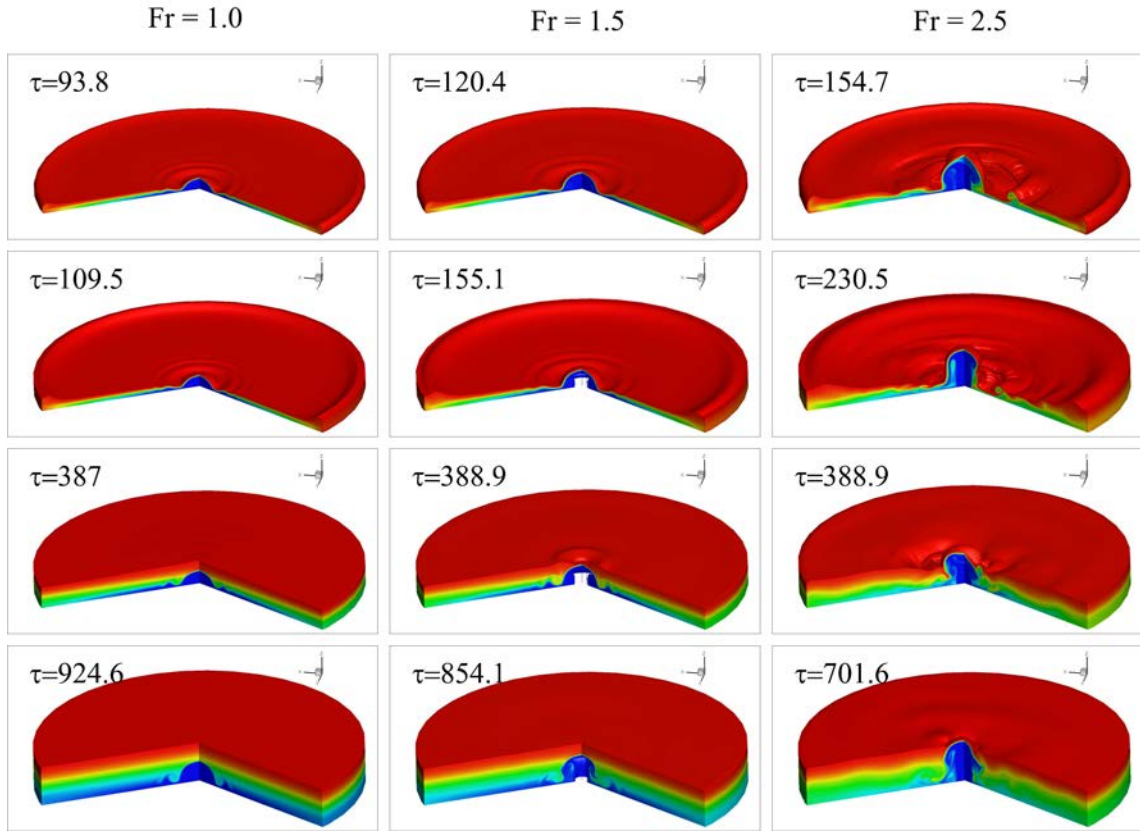 Fr = 1.0 Fr = 1.5 Fr = 2.5
τ=93.8 τ=120.4 τ=154.7
τ=109.5 τ=155.1 τ=230.5
τ=387 τ=388.9 τ=388.9
τ=924.6 τ=854.1 τ=701.6